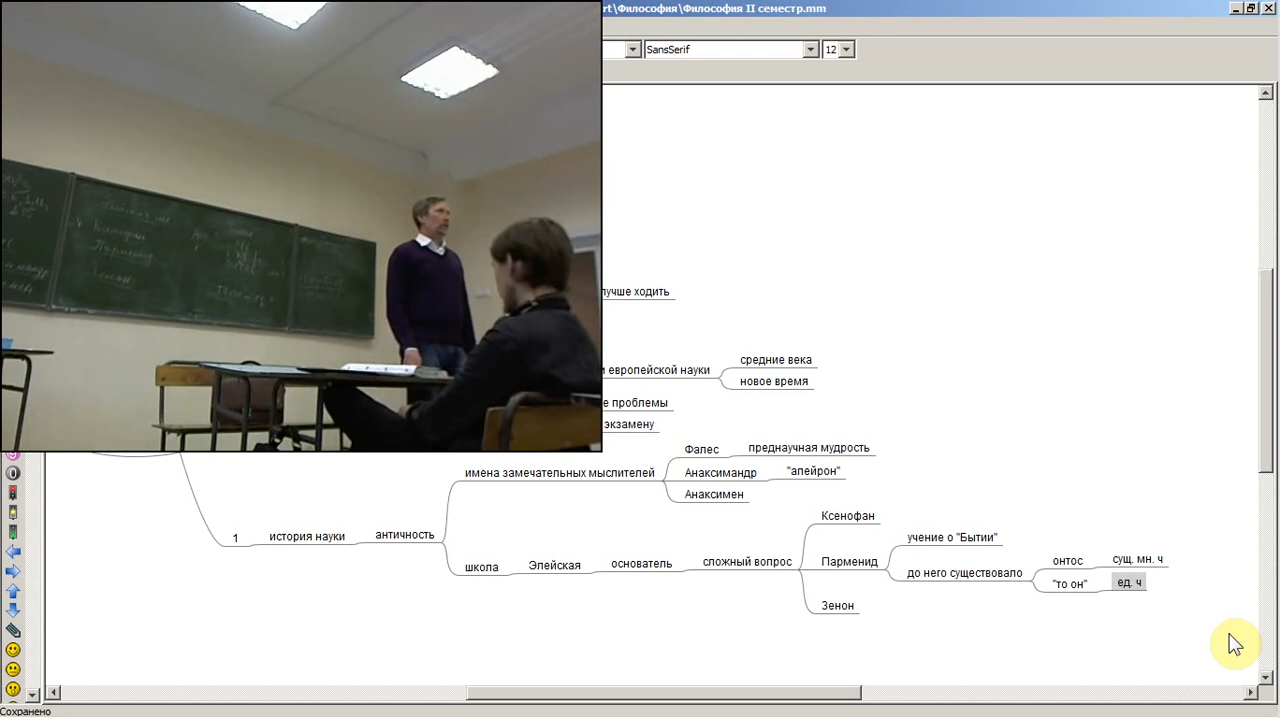 rt\Философия\Философия II семестр.mm
SansSerif
12
лучше ходить
и европейской науки
средние века
новое время
е проблемы
экзамену
имена замечательных мыслителей
Фалес
преднаучная мудрость
Анаксимандр
"апейрон"
Анаксимен
1
история науки
античность
школа
Элейская
основатель
сложный вопрос
Ксенофан
Парменид
учение о "Бытии"
до него существовало
онтос
сущ. мн. ч
"то он"
ед. ч
Зенон
Сохранено